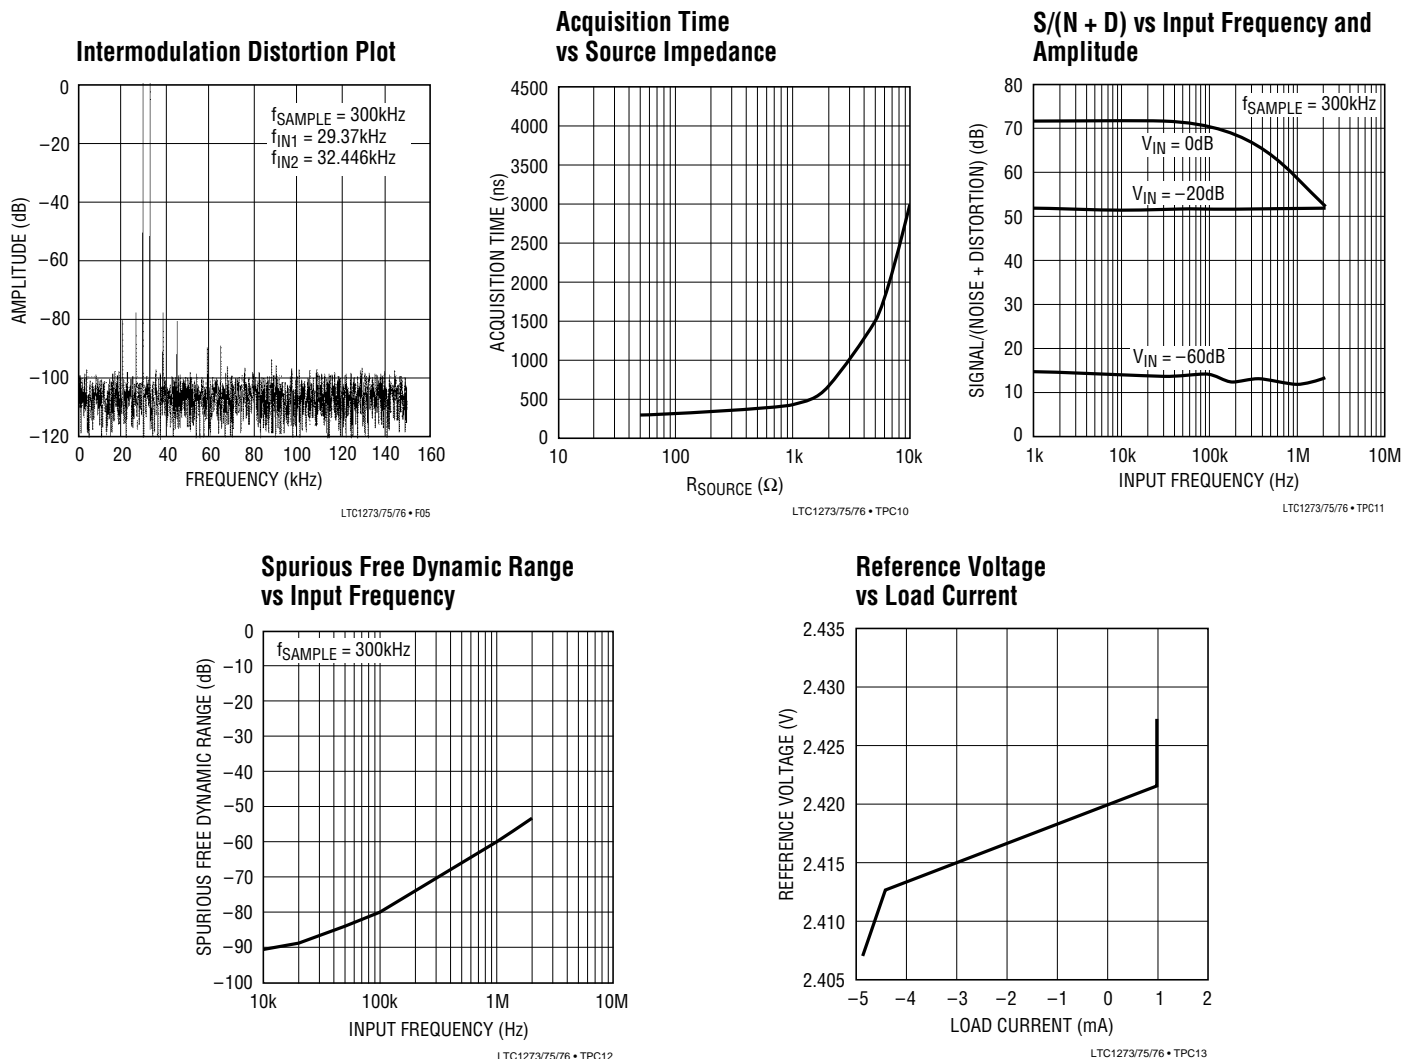 Intermodulation Distortion Plot
0
−20
−40
−60
−80
−100
−120
AMPLITUDE (dB)
fSAMPLE = 300kHz
fIN1 = 29.37kHz
fIN2 = 32.446kHz
0 20 40 60 80 100 120 140 160
FREQUENCY (kHz)
LTC1273/75/76 • F05
Acquisition Time
vs Source Impedance
4500
4000
3500
3000
2500
2000
1500
1000
500
0
ACQUISITION TIME (ns)
10 100 1k 10k
RSOURCE (Ω)
LTC1273/75/76 • TPC10
S/(N + D) vs Input Frequency and
Amplitude
80
70
60
50
40
30
20
10
0
SIGNAL/(NOISE + DISTORTION) (dB)
fSAMPLE = 300kHz
VIN = 0dB
VIN = −20dB
VIN = −60dB
1k 10k 100k 1M 10M
INPUT FREQUENCY (Hz)
LTC1273/75/76 • TPC11
Spurious Free Dynamic Range
vs Input Frequency
0
−10
−20
−30
−40
−50
−60
−70
−80
−90
−100
SPURIOUS FREE DYNAMIC RANGE (dB)
fSAMPLE = 300kHz
10k 100k 1M 10M
INPUT FREQUENCY (Hz)
LTC1273/75/76 • TPC12
Reference Voltage
vs Load Current
2.435
2.430
2.425
2.420
2.415
2.410
2.405
REFERENCE VOLTAGE (V)
−5 −4 −3 −2 −1 0 1 2
LOAD CURRENT (mA)
LTC1273/75/76 • TPC13